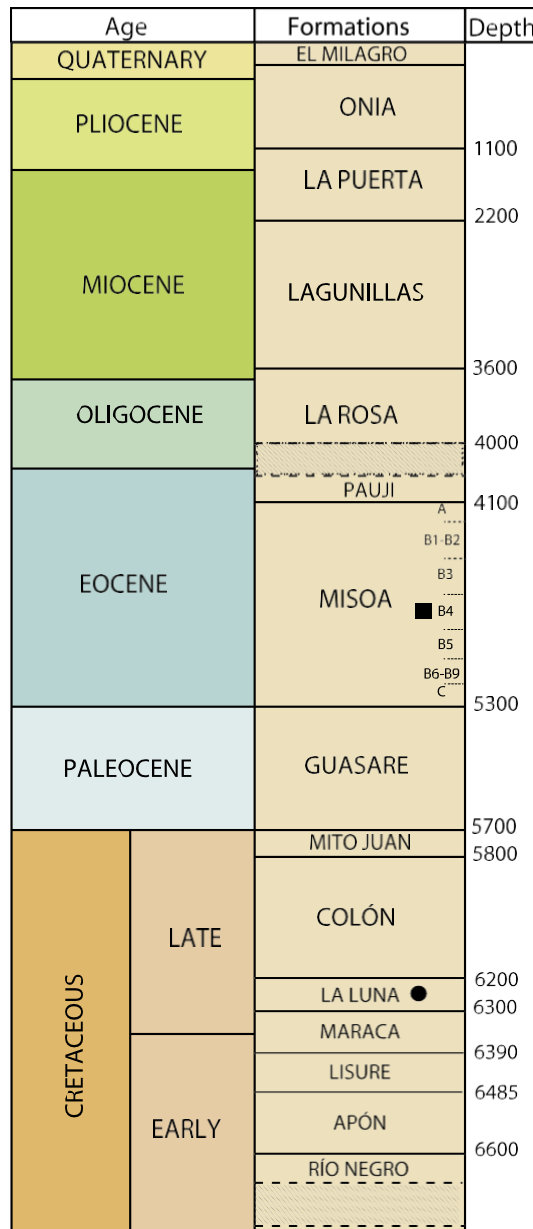 Age Formations Depth
QUATERNARY EL MILAGRO
PLIOCENE ONIA
1100
LA PUERTA
2200
MIOCENE LAGUNILLAS
3600
OLIGOCENE LA ROSA
4000
PAUJI
4100
A
B1-B2
B3
EOCENE MISOA
B4
B5
B6-B9
C
5300
PALEOCENE GUASARE
5700
MITO JUAN
5800
COLÓN
LATE
6200
LA LUNA
6300
CRETACEOUS
MARACA
6390
LISURE
6485
EARLY APÓN
6600
RÍO NEGRO